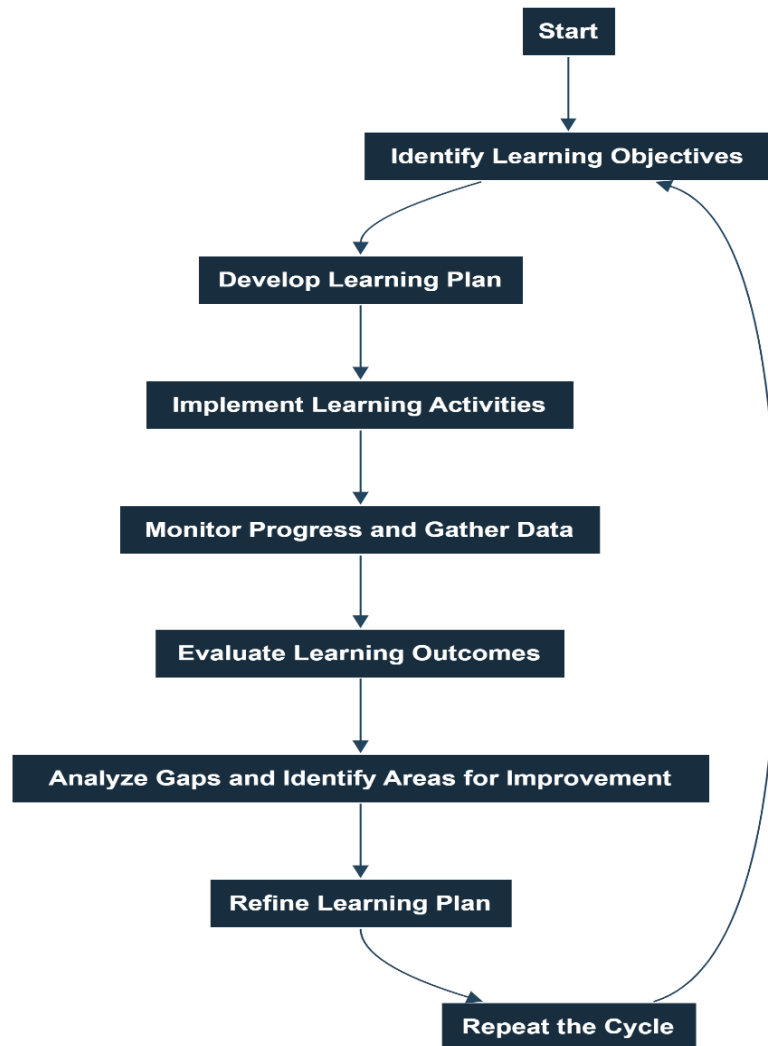 Start
Identify Learning Objectives
Develop Learning Plan
Implement Learning Activities
Monitor Progress and Gather Data
Evaluate Learning Outcomes
Analyze Gaps and Identify Areas for Improvement
Refine Learning Plan
Repeat the Cycle